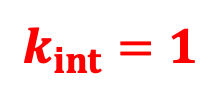 k_int = 1